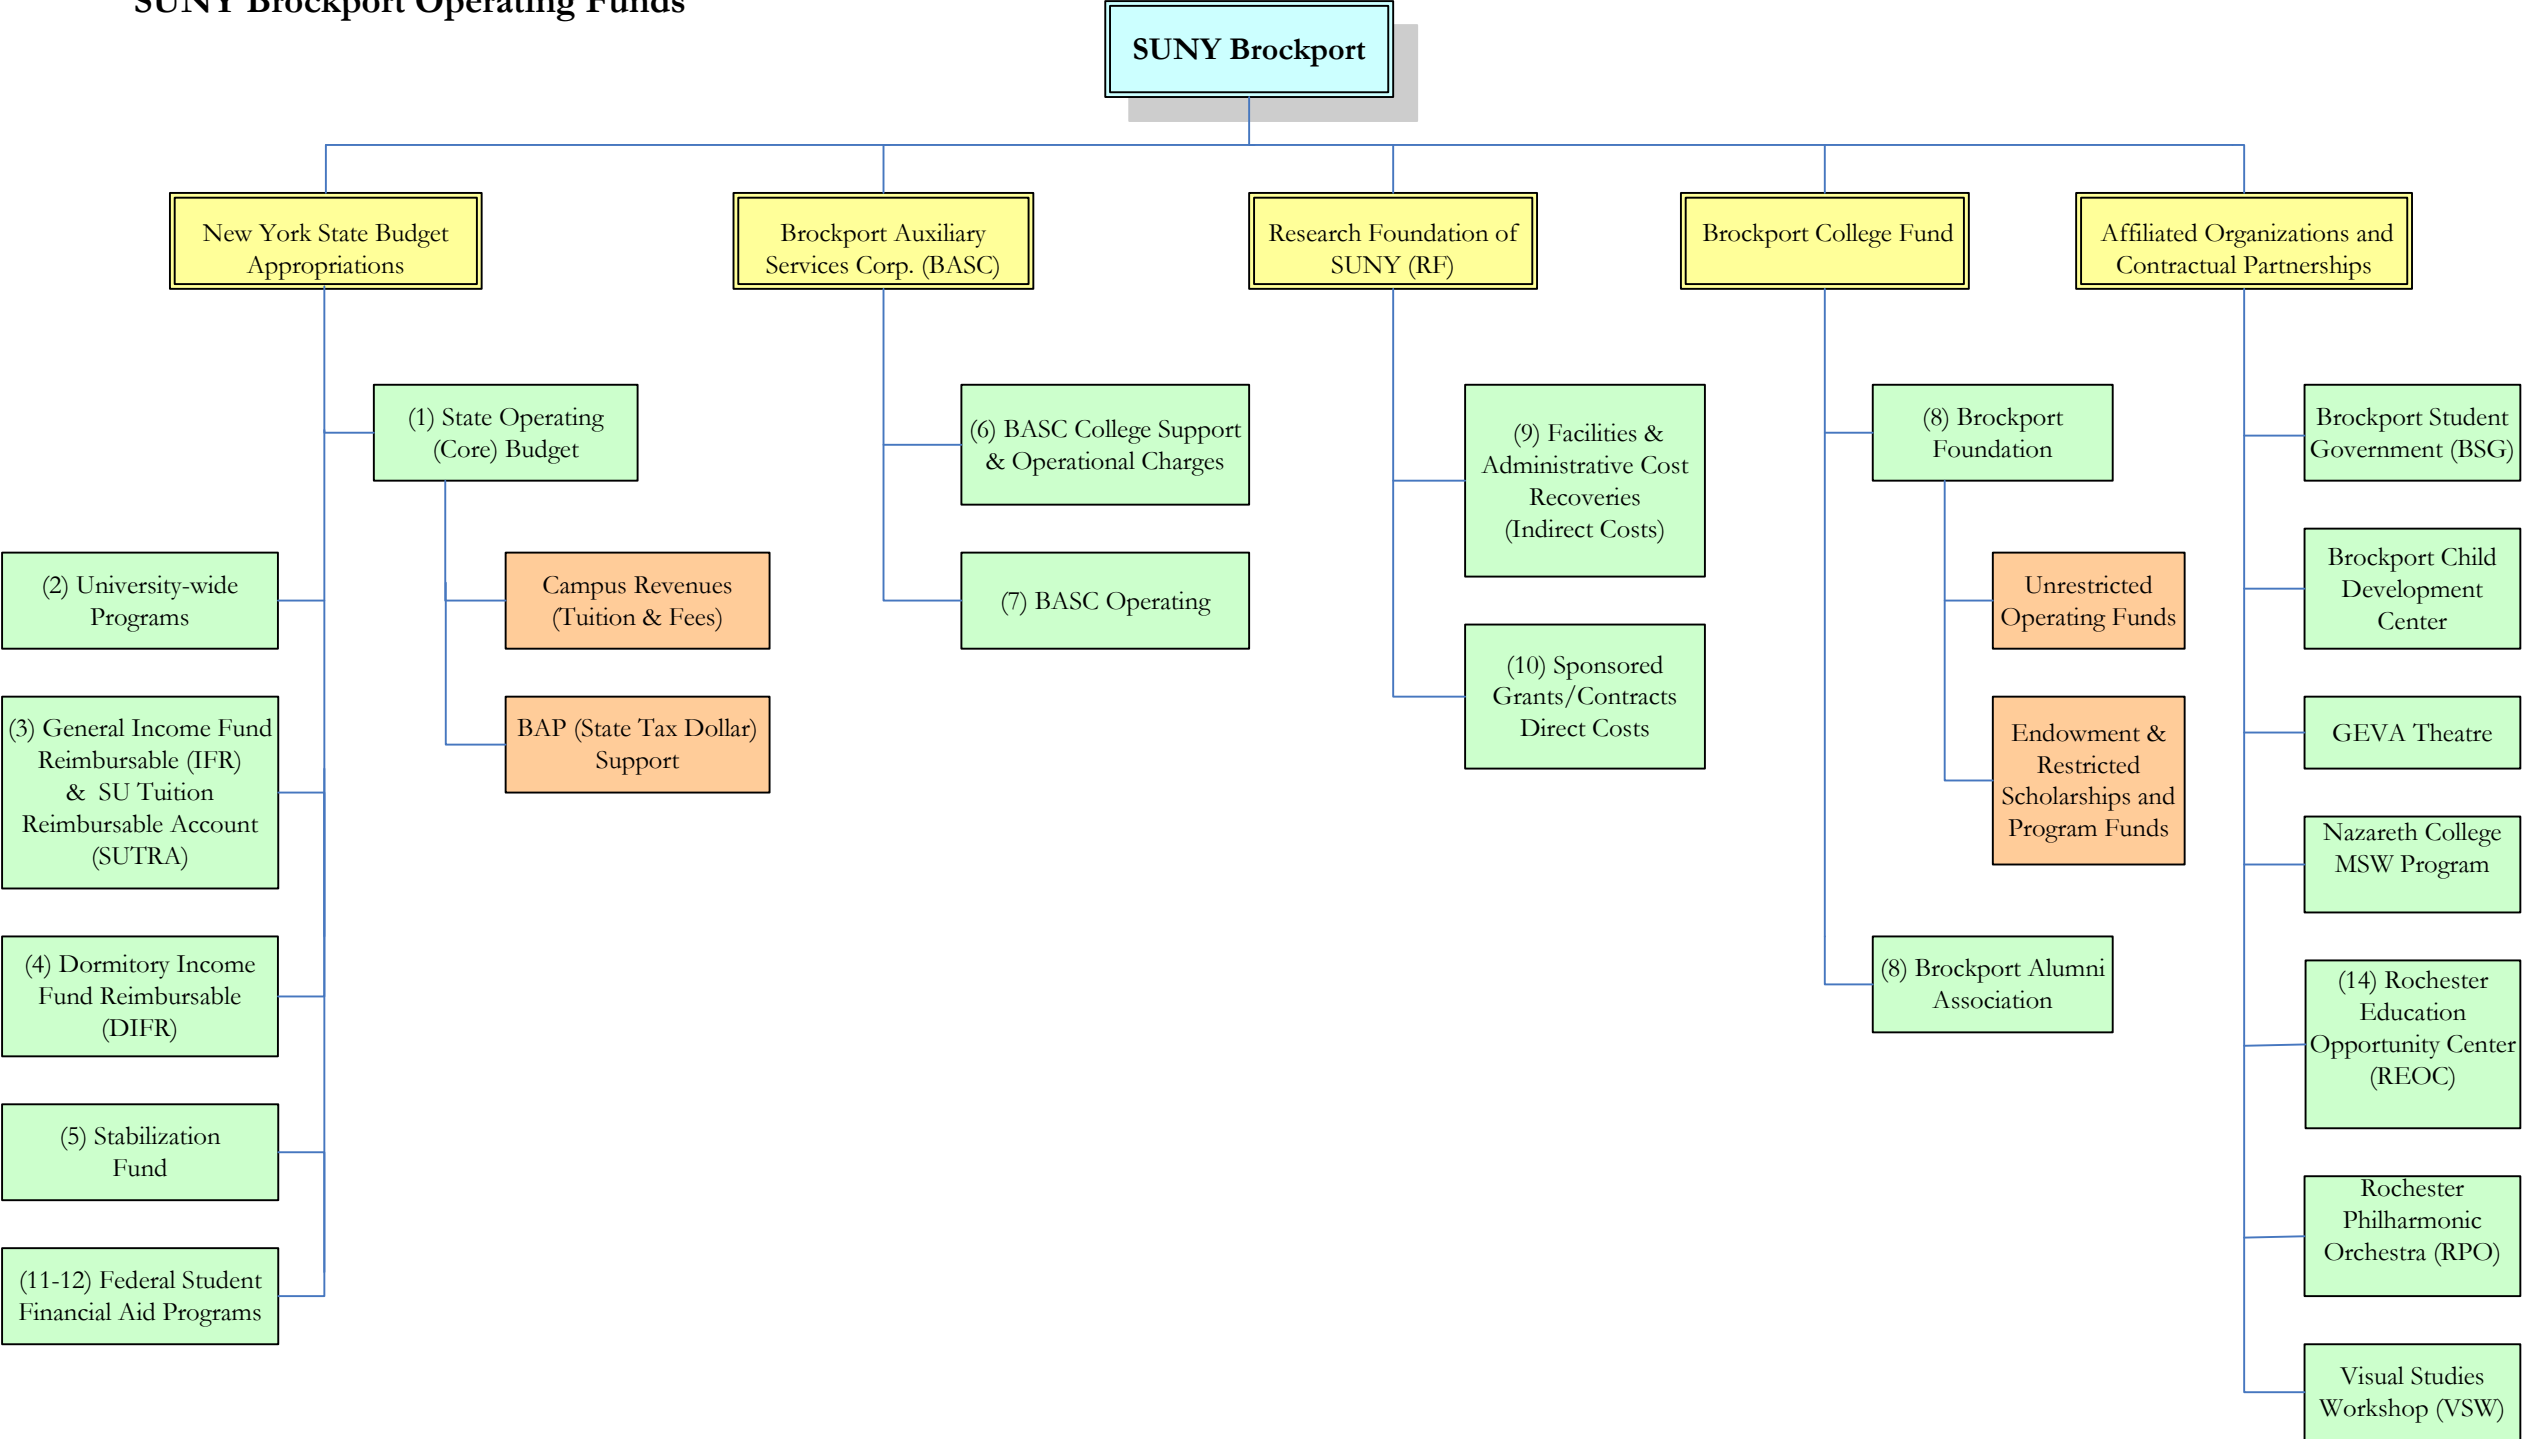 SUNY Brockport Operating Funds
SUNY Brockport
New York State Budget
Appropriations
Brockport Auxiliary
Services Corp. (BASC)
Research Foundation of
SUNY (RF)
Brockport College Fund
Affiliated Organizations and
Contractual Partnerships
(1) State Operating
(Core) Budget
(2) University-wide
Programs
Campus Revenues
(Tuition & Fees)
(3) General Income Fund
Reimbursable (IFR)
&  SU Tuition
Reimbursable Account
(SUTRA)
BAP (State Tax Dollar)
Support
(4) Dormitory Income
Fund Reimbursable
(DIFR)
(5) Stabilization
Fund
(11-12) Federal Student
Financial Aid Programs
(6) BASC College Support
& Operational Charges
(7) BASC Operating
(9) Facilities &
Administrative Cost
Recoveries
(Indirect Costs)
(10) Sponsored
Grants/Contracts
Direct Costs
(8) Brockport
Foundation
Unrestricted
Operating Funds
Endowment &
Restricted
Scholarships and
Program Funds
(8) Brockport Alumni
Association
Brockport Student
Government (BSG)
Brockport Child
Development
Center
GEVA Theatre
Nazareth College
MSW Program
(14) Rochester
Education
Opportunity Center
(REOC)
Rochester
Philharmonic
Orchestra (RPO)
Visual Studies
Workshop (VSW)